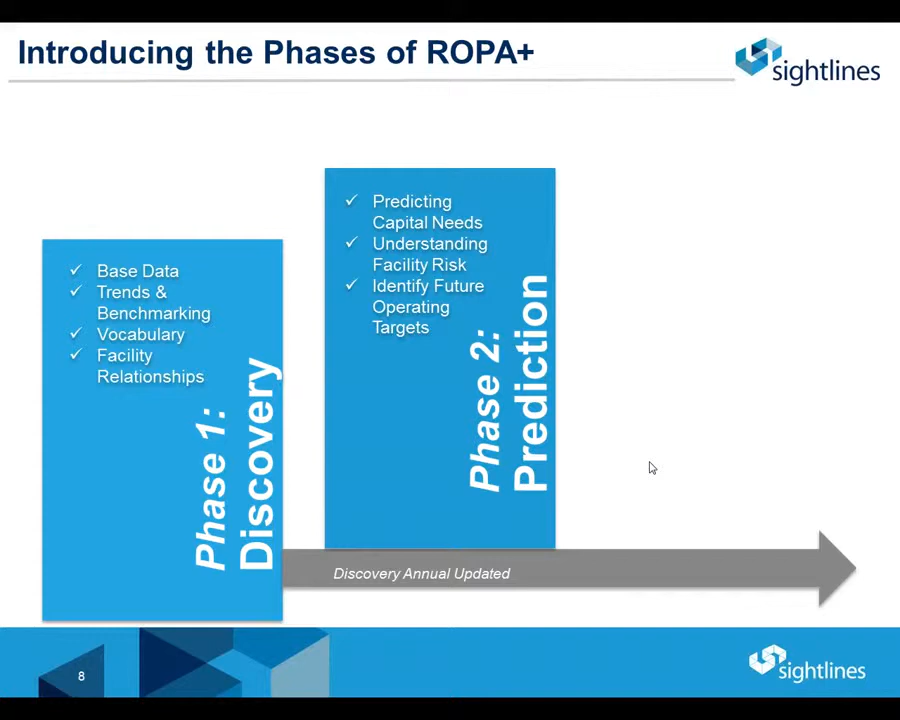 Introducing the Phases of ROPA+
sightlines
Base Data
Trends &
Benchmarking
Vocabulary
Facility
Relationships
Phase 1:
Discovery
Predicting
Capital Needs
Understanding
Facility Risk
Identify Future
Operating
Targets
Phase 2:
Prediction
Discovery Annual Updated
8
sightlines